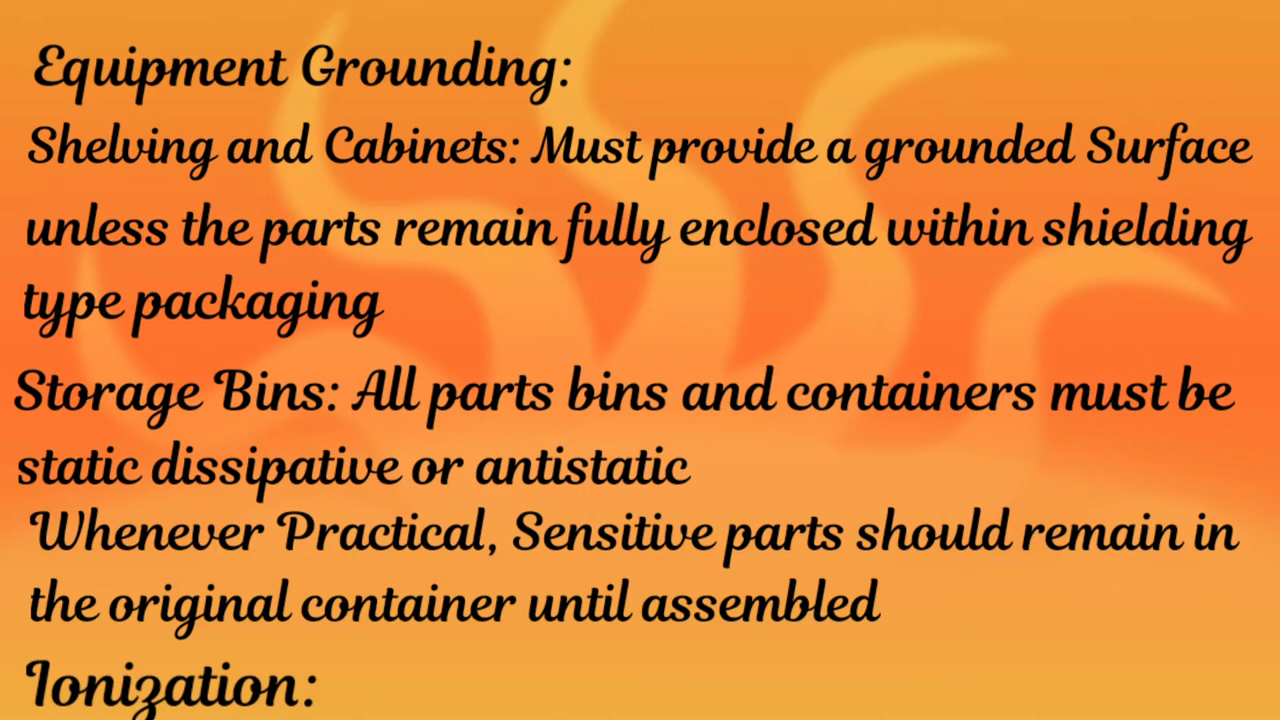 Equipment Grounding:
Shelving and Cabinets: Must provide a grounded Surface
unless the parts remain fully enclosed within shielding
type packaging
Storage Bins: All parts bins and containers must be
static dissipative or antistatic
Whenever Practical, Sensitive parts should remain in
the original container until assembled
Ionization: